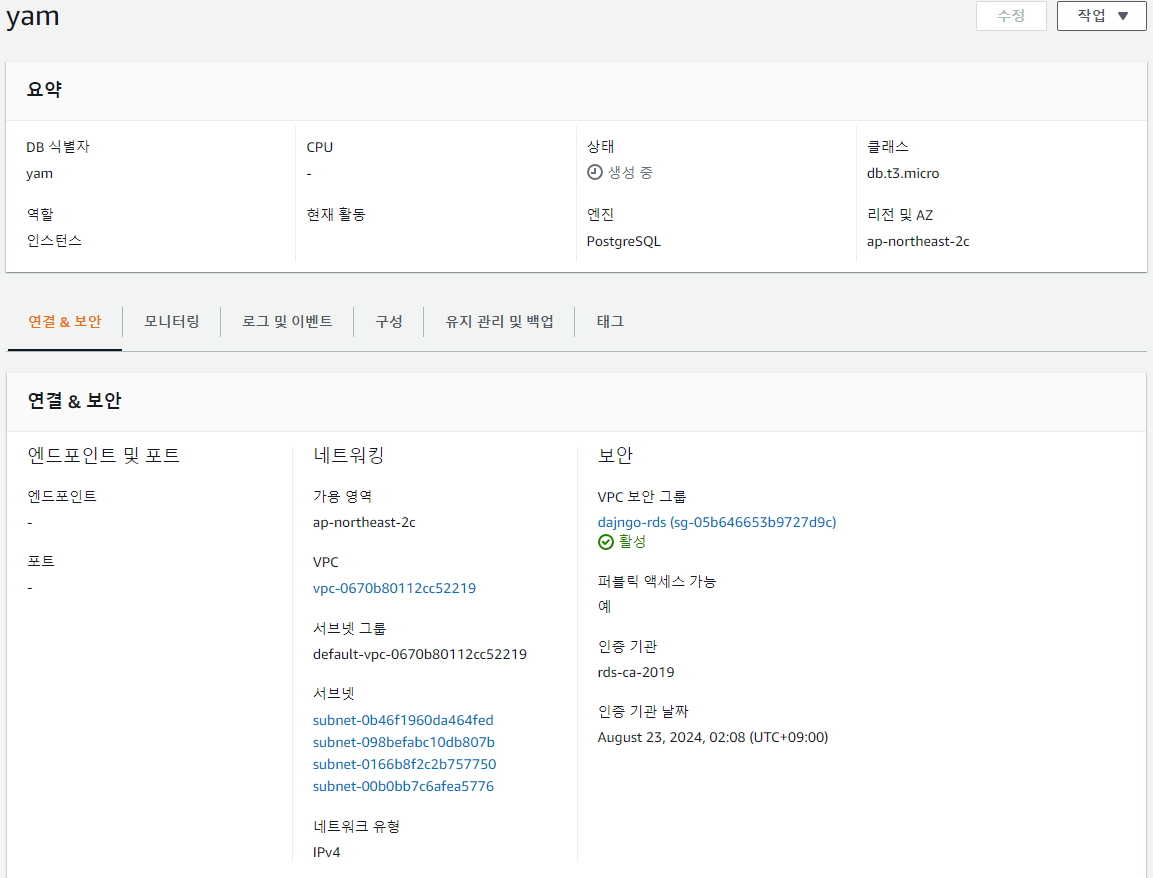 yam
수정
작업
요약
DB 식별자
yam
CPU
-
상태
생성 중
클래스
db.t3.micro
역할
인스턴스
현재 활동
엔진
PostgreSQL
리전 및 AZ
ap-northeast-2c
연결 & 보안
모니터링
로그 및 이벤트
구성
유지 관리 및 백업
태그
연결 & 보안
엔드포인트 및 포트
엔드포인트
-
포트
-
네트워킹
가용 영역
ap-northeast-2c
VPC
vpc-0670b80112cc52219
서브넷 그룹
default-vpc-0670b80112cc52219
서브넷
subnet-0b46f1960da464fed
subnet-098befabc10db807b
subnet-0166b8f2c2b757750
subnet-00b0bb7c6afea5776
네트워크 유형
IPv4
보안
VPC 보안 그룹
dajngo-rds (sg-05b646653b9727d9c)
활성
퍼블릭 액세스 가능
예
인증 기관
rds-ca-2019
인증 기관 날짜
August 23, 2024, 02:08 (UTC+09:00)